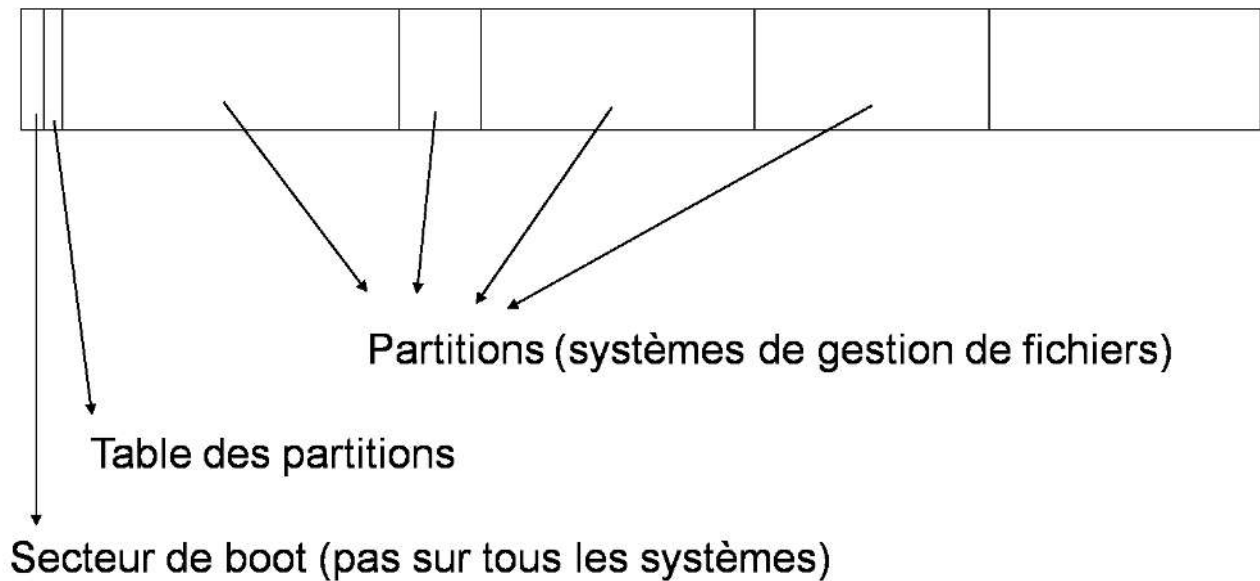 Partitions (systèmes de gestion de fichiers)
Table des partitions
Secteur de boot (pas sur tous les systèmes)